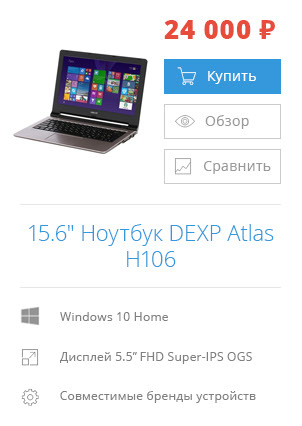 24 000 ₽
Купить
Обзор
Сравнить
15.6" Ноутбук DEXP Atlas
H106
Windows 10 Home
Дисплей 5.5” FHD Super-IPS OGS
Совместимые бренды устройств